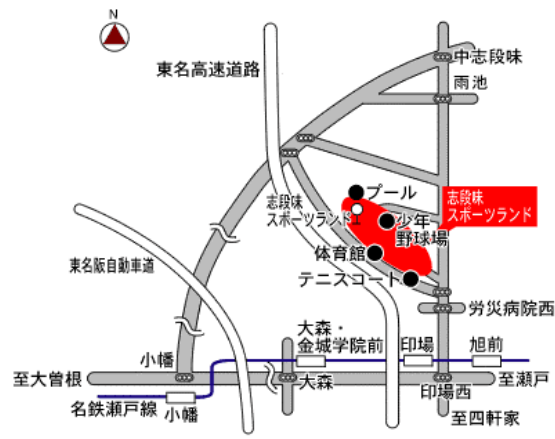 N
東名高速道路
中志段味
雨池
プール
志段味
スポーツランド
志段味
スポーツランド工
少年
野球場
体育館
テニスコート
東名阪自動車道
労災病院西
大森・
金城学院前
印場
旭前
小幡
至大曽根
大森
印場西
至瀬戸
名鉄瀬戸線
小幡
至四軒家